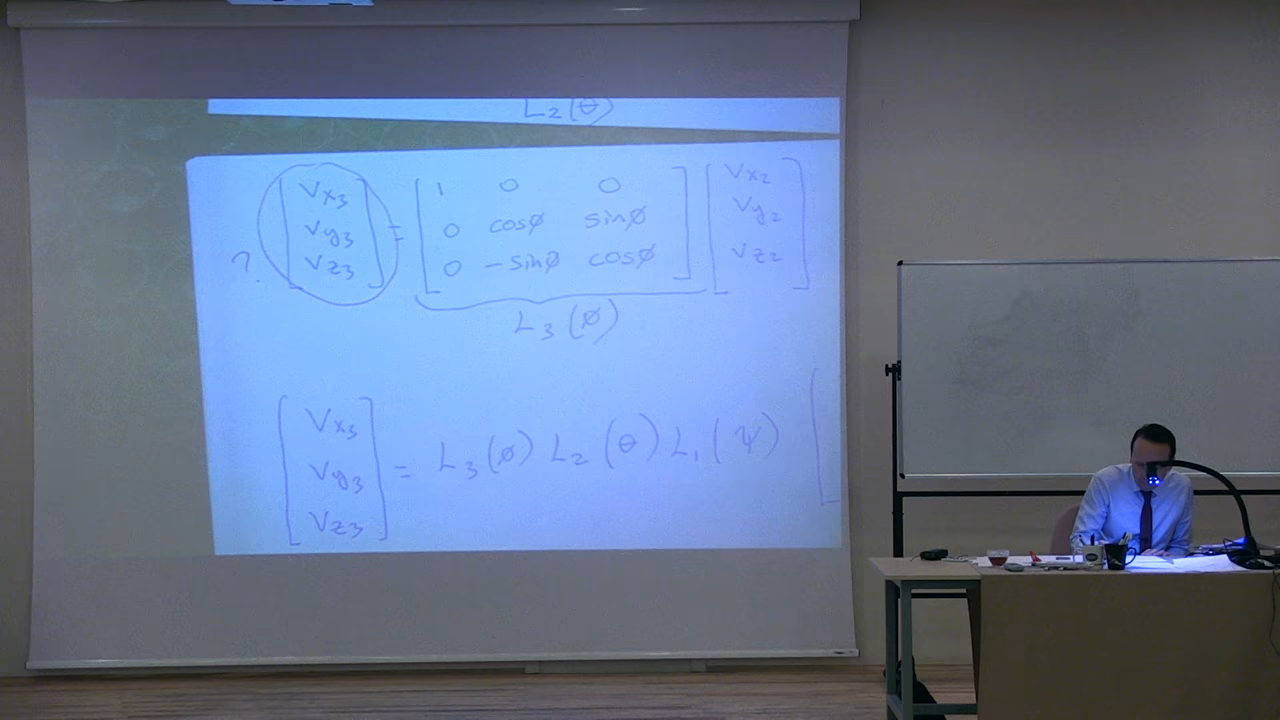 L₂(θ)
[Vx₃] = [1 0 0] [Vx₂]
[Vy₃] [0 cosφ sinφ] [Vy₂]
? [Vz₃] [0 -sinφ cosφ] [Vz₂]
L₃(φ)
[Vx₃]
[Vy₃] = L₃(φ) L₂(θ) L₁(ψ) [
[Vz₃]